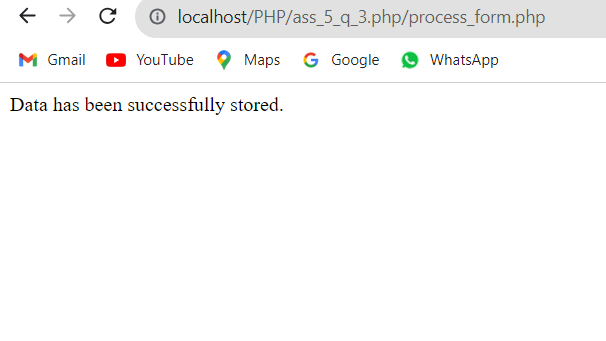 localhost/PHP/ass_5_q_3.php/process_form.php
Gmail YouTube Maps Google WhatsApp
Data has been successfully stored.